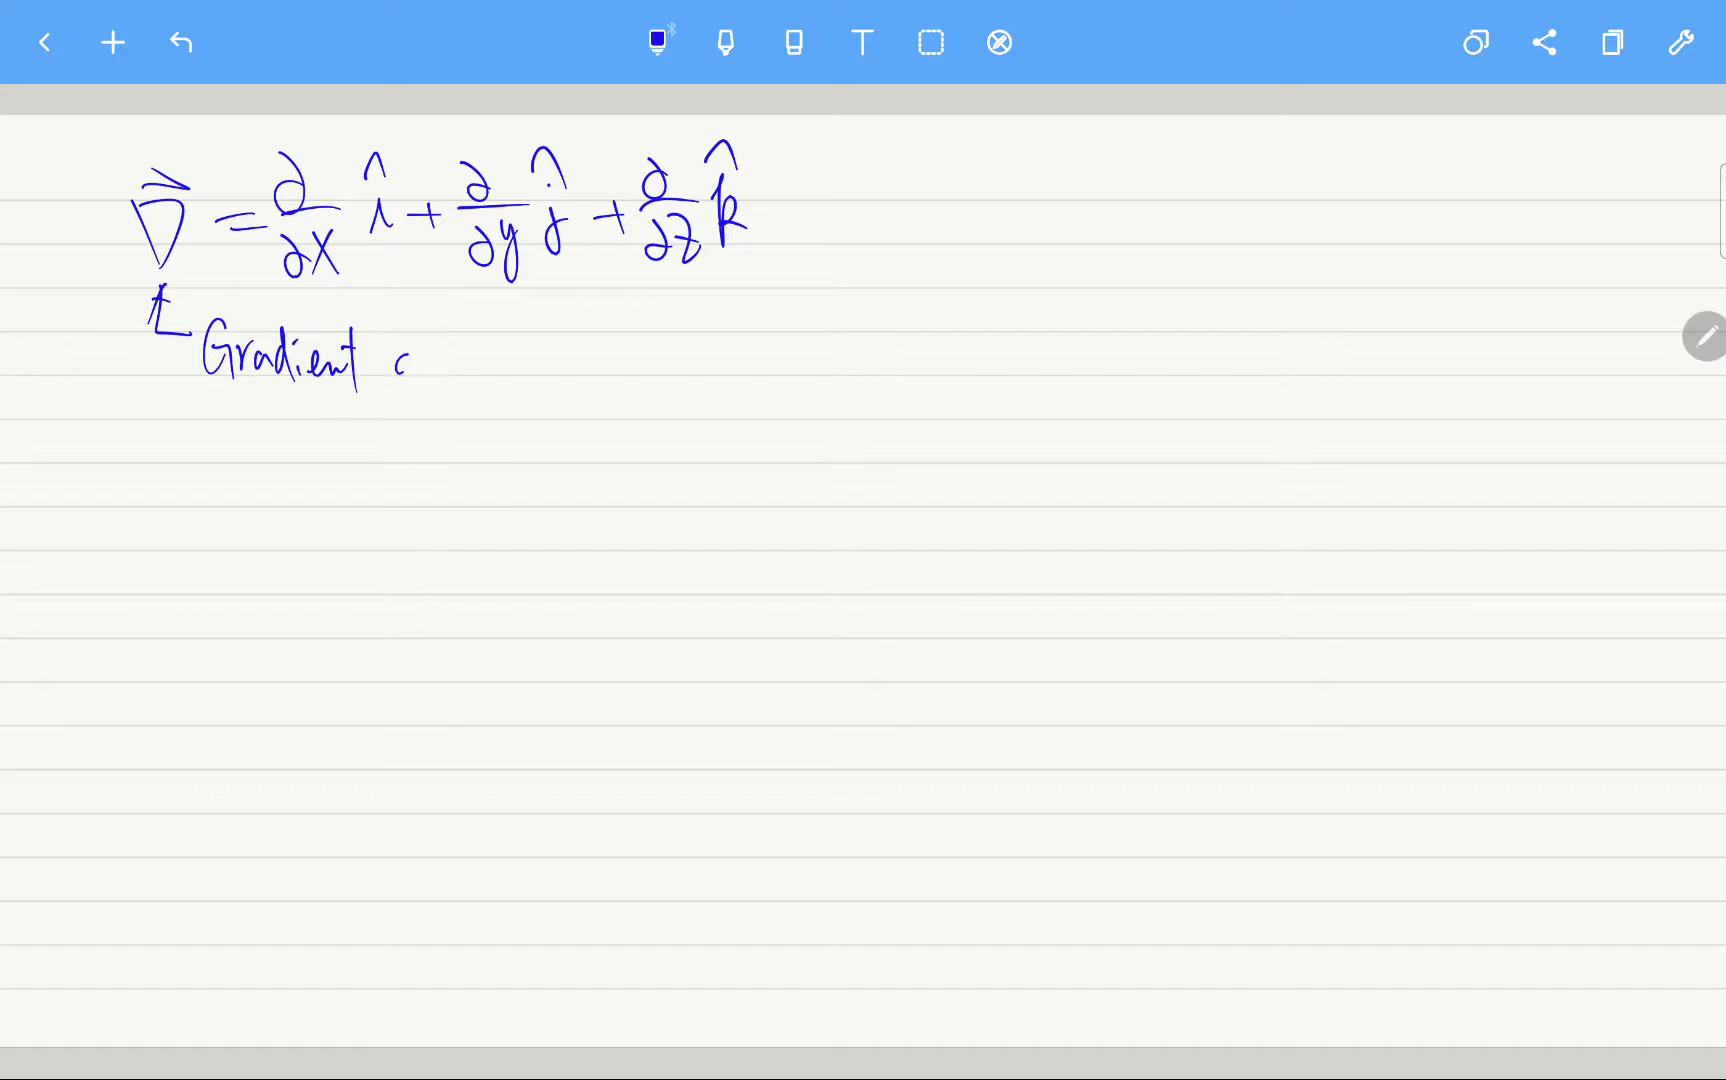 ∇⃗ = ∂/∂x î + ∂/∂y ĵ + ∂/∂z k̂
Gradient